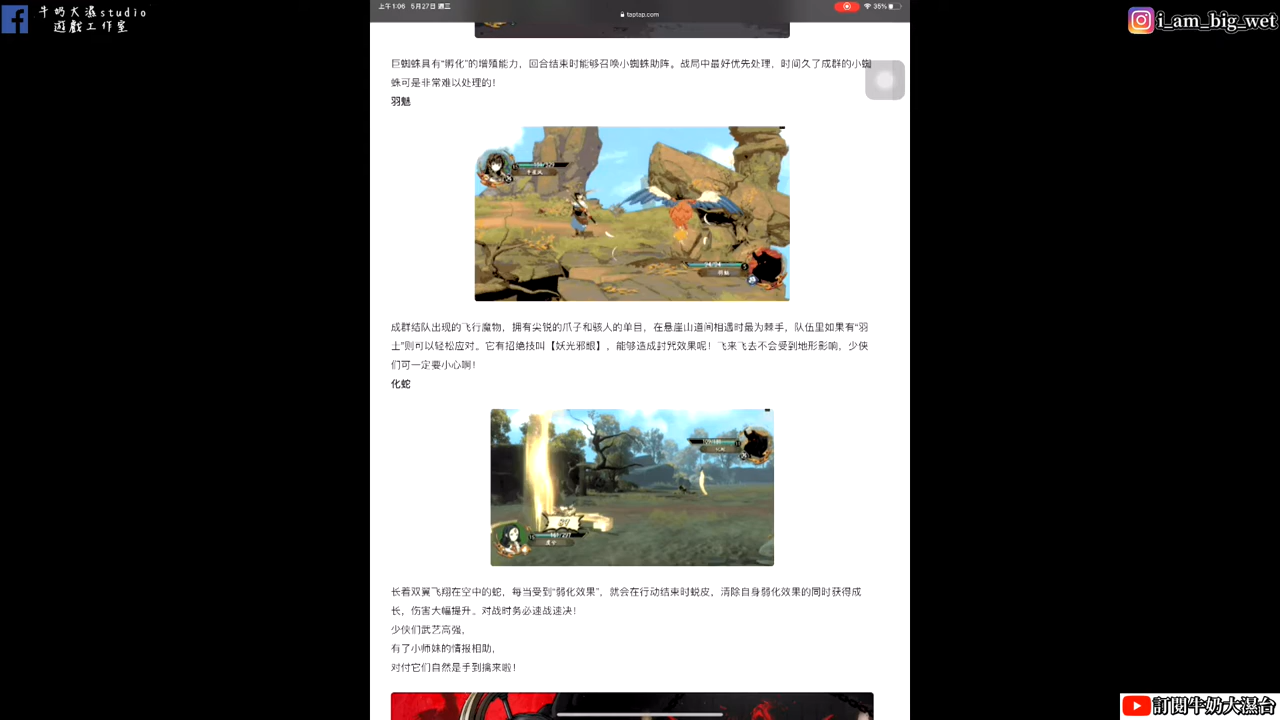 牛奶大濕studio
遊戲工作室
上午1:06 5月27日 週三
taptap.com
35%
i_am_big_wet
巨蜘蛛具有“孵化”的增殖能力，回合结束时能够召唤小蜘蛛助阵。战局中最好优先处理，时间久了成群的小蜘
蛛可是非常难以处理的！
羽魅
94/94
成群结队出现的飞行魔物，拥有尖锐的爪子和骇人的单目，在悬崖山道间相遇时最为棘手，队伍里如果有“羽
士”则可以轻松应对。它有招绝技叫【妖光邪眼】，能够造成封咒效果呢！飞来飞去不会受到地形影响，少侠
们可一定要小心啊！
化蛇
长着双翼飞翔在空中的蛇，每当受到“弱化效果”，就会在行动结束时蜕皮，清除自身弱化效果的同时获得成
长，伤害大幅提升。对战时务必速战速决！
少侠们武艺高强，
有了小师妹的情报相助，
对付它们自然是手到擒来啦！
訂閱牛奶大濕台